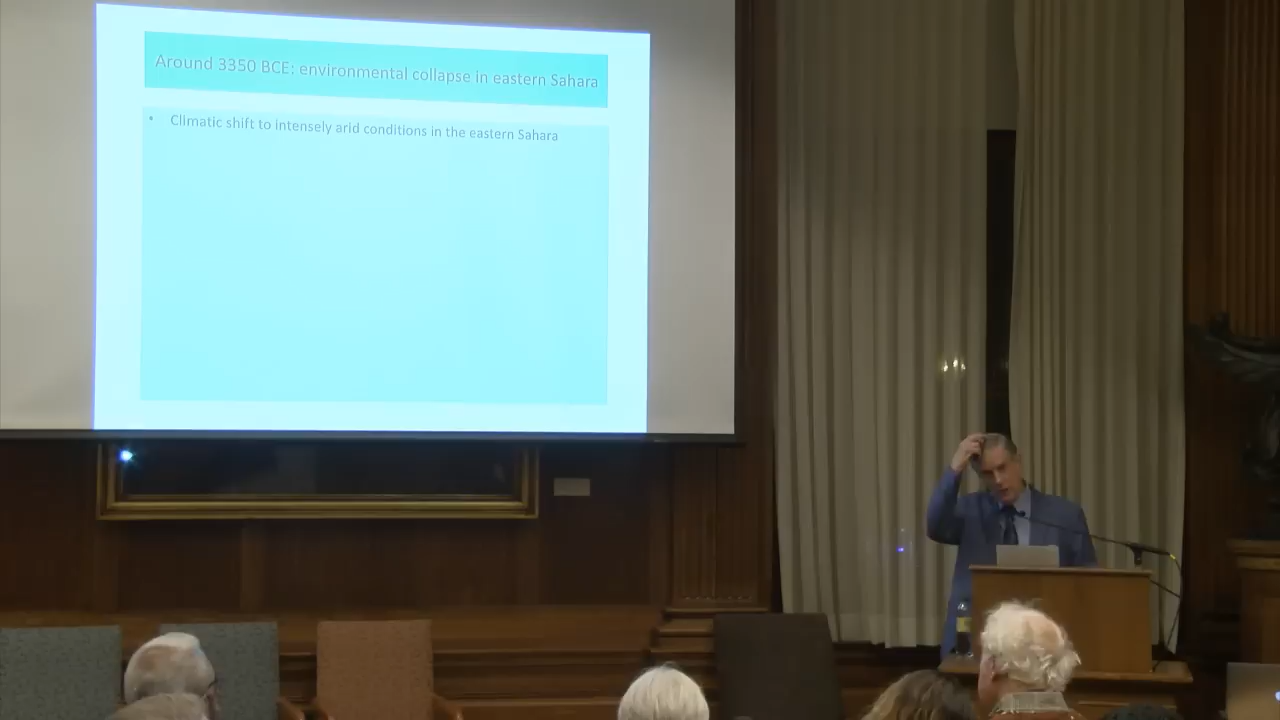 Around 3350 BCE: environmental collapse in eastern Sahara
• Climatic shift to intensely arid conditions in the eastern Sahara